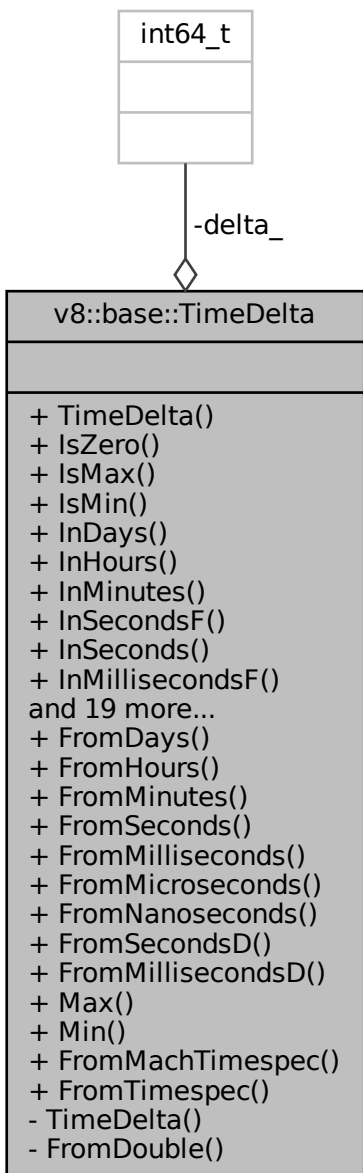 int64_t
-delta_
v8::base::TimeDelta
+ TimeDelta()
+ IsZero()
+ IsMax()
+ IsMin()
+ InDays()
+ InHours()
+ InMinutes()
+ InSecondsF()
+ InSeconds()
+ InMillisecondsF()
and 19 more...
+ FromDays()
+ FromHours()
+ FromMinutes()
+ FromSeconds()
+ FromMilliseconds()
+ FromMicroseconds()
+ FromNanoseconds()
+ FromSecondsD()
+ FromMillisecondsD()
+ Max()
+ Min()
+ FromMachTimespec()
+ FromTimespec()
- TimeDelta()
- FromDouble()